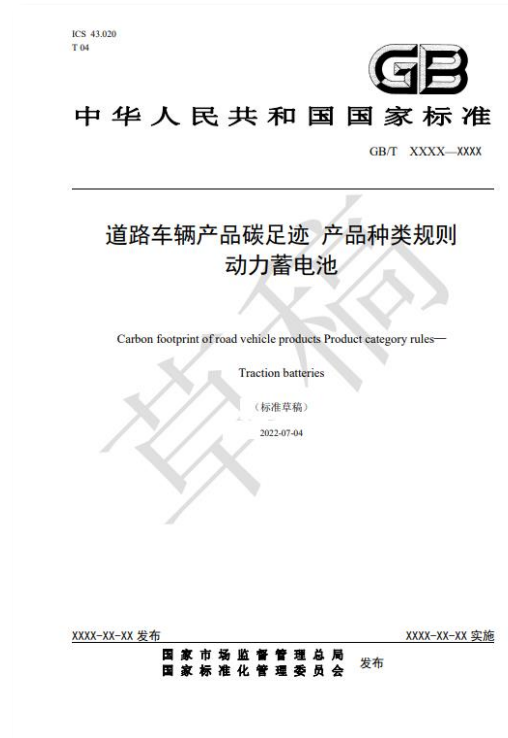 ICS 43.020
T 04
GB
中华人民共和国国家标准
GB/T XXXX—XXXX
道路车辆产品碳足迹 产品种类规则
动力蓄电池
Carbon footprint of road vehicle products Product category rules—
Traction batteries
（标准草稿）
2022-07-04
草稿
XXXX-XX-XX 发布
XXXX-XX-XX 实施
国家市场监督管理总局
国家标准化管理委员会
发布